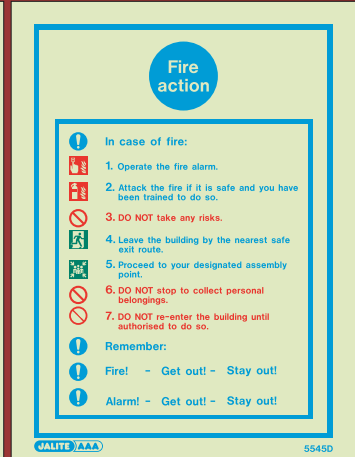 Fire
action
In case of fire:
1. Operate the fire alarm.
2. Attack the fire if it is safe and you have
been trained to do so.
3. DO NOT take any risks.
4. Leave the building by the nearest safe
exit route.
5. Proceed to your designated assembly
point.
6. DO NOT stop to collect personal
belongings.
7. DO NOT re-enter the building until
authorised to do so.
Remember:
Fire! - Get out! - Stay out!
Alarm! - Get out! - Stay out!
JALITE AAA 5545D